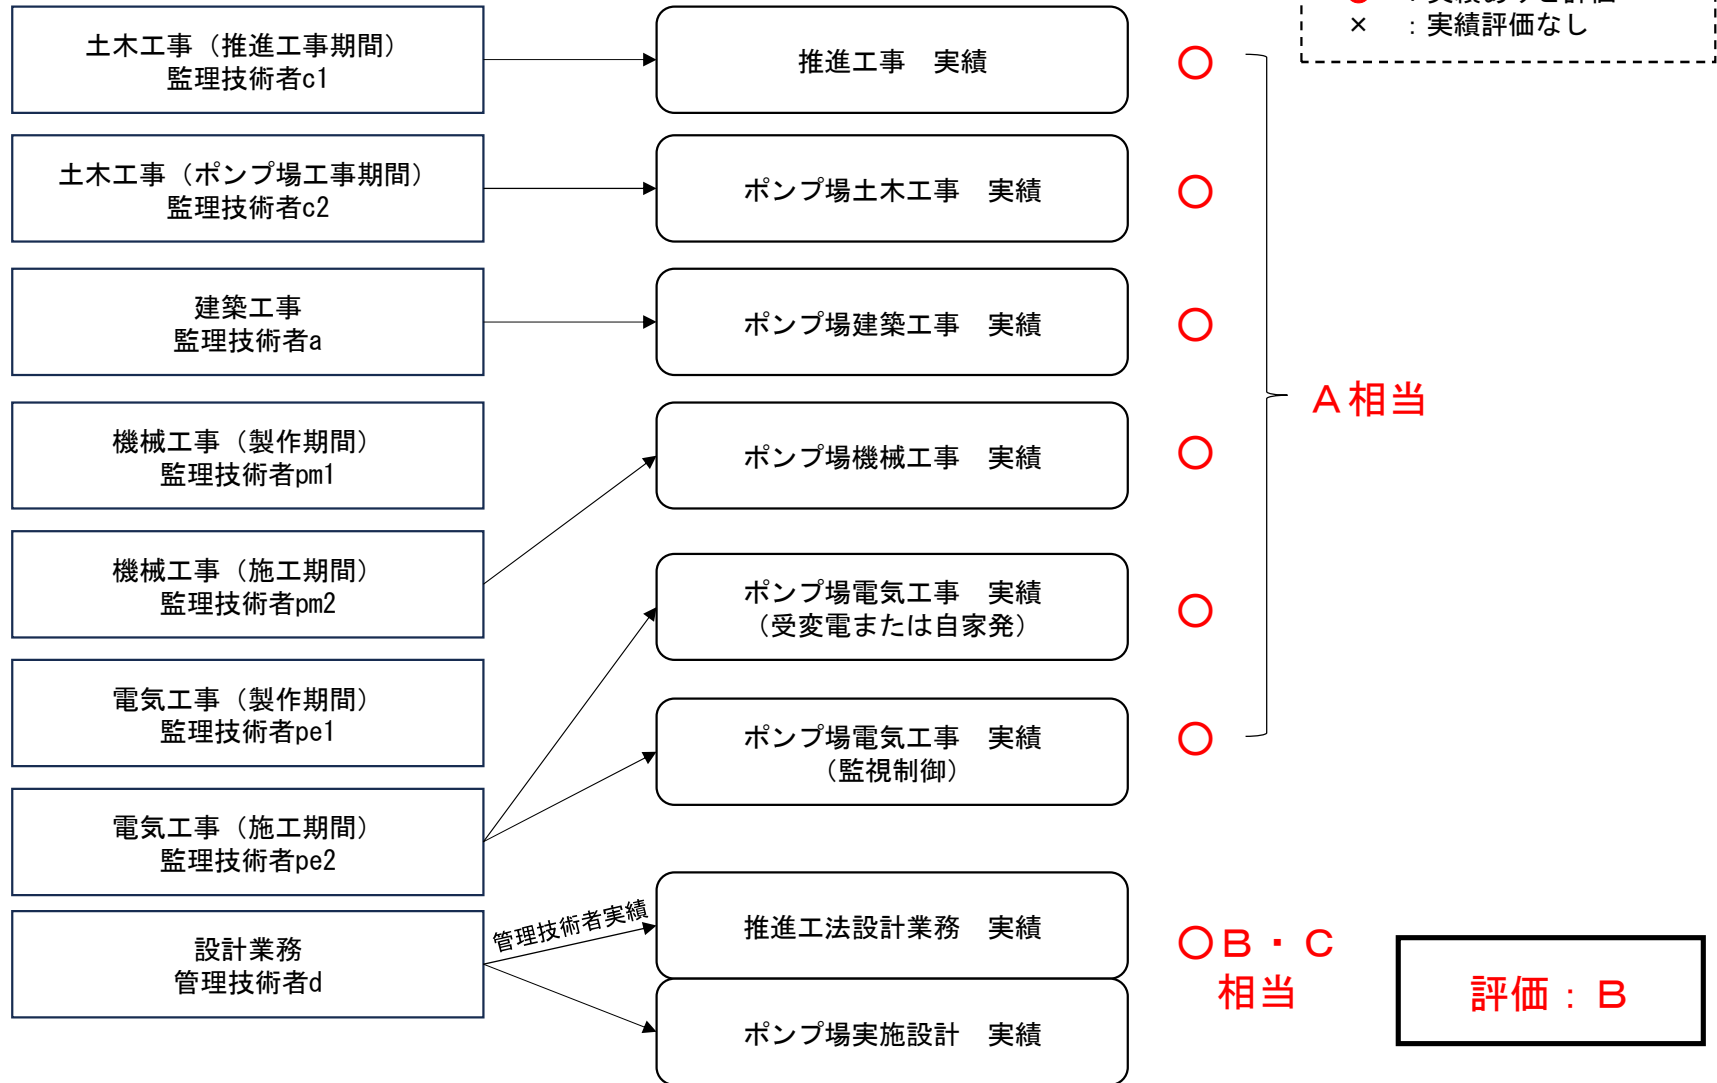 ：実績ありと評価
×　：実績評価なし
土木工事（推進工事期間）
監理技術者c1
推進工事　実績
○
土木工事（ポンプ場工事期間）
監理技術者c2
ポンプ場土木工事　実績
○
建築工事
監理技術者a
ポンプ場建築工事　実績
○
A相当
機械工事（製作期間）
監理技術者pm1
ポンプ場機械工事　実績
○
機械工事（施工期間）
監理技術者pm2
ポンプ場電気工事　実績
（受変電または自家発）
○
電気工事（製作期間）
監理技術者pe1
ポンプ場電気工事　実績
（監視制御）
○
電気工事（施工期間）
監理技術者pe2
設計業務
管理技術者d
管理技術者実績
推進工法設計業務　実績
○B・C
相当
ポンプ場実施設計　実績
評価：B